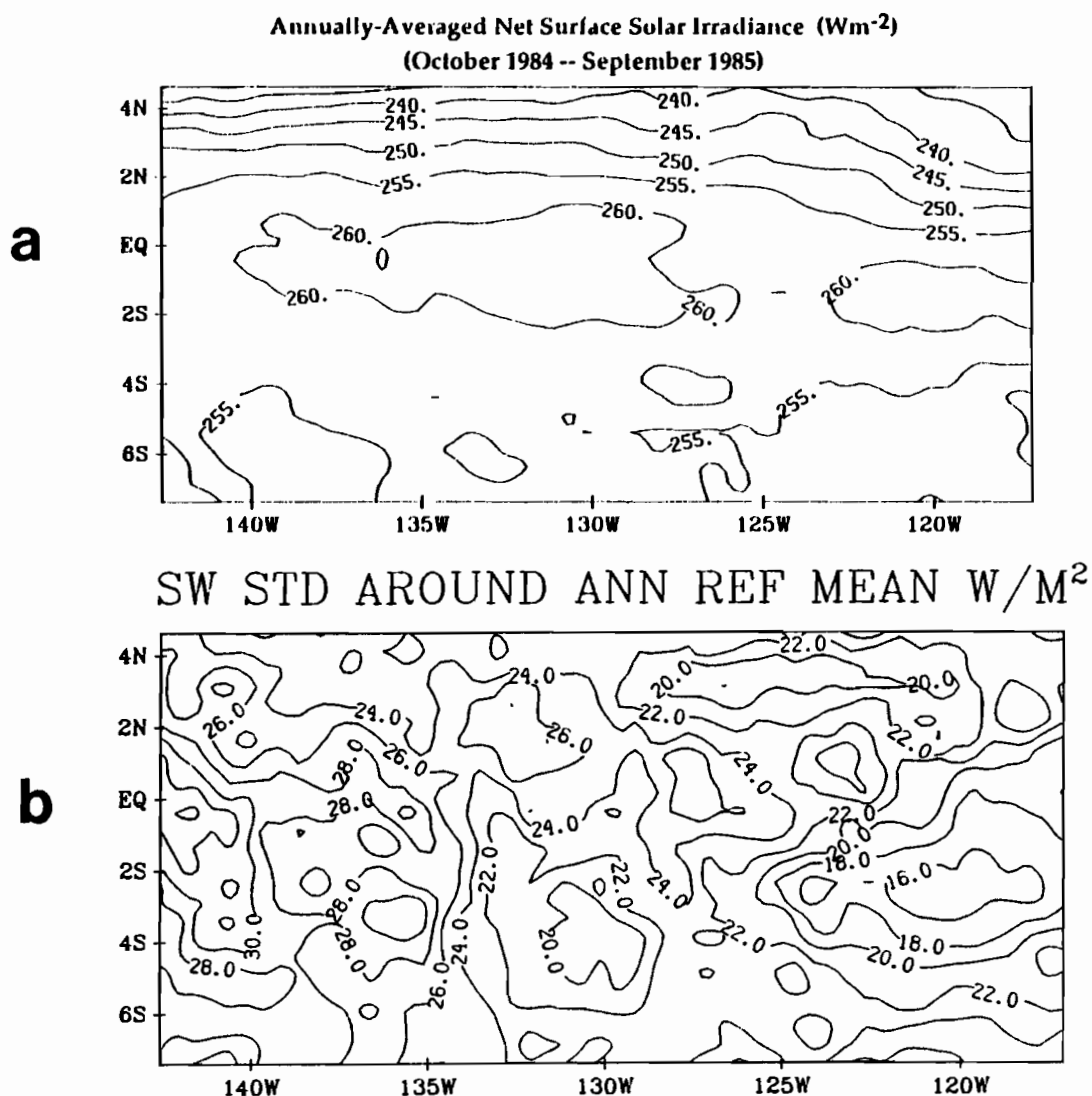 Annually-Averaged Net Surface Solar Irradiance (Wm-2)
(October 1984 -- September 1985)
a
4N
2N
EQ
2S
4S
6S
240.
240.
245.
245.
240.
250.
250.
245.
255.
255.
250.
255.
260.
260.
260.
260.
260.
255.
255.
255.
140W 135W 130W 125W 120W
SW STD AROUND ANN REF MEAN W/M2
b
4N
2N
EQ
2S
4S
6S
22.0
24.0
20.0
20.0
26.0
24.0
22.0
22.0
26.0
26.0
28.0
24.0
28.0
24.0
22.0
20.0
18.0
22.0
16.0
22.0
24.0
28.0
28.0
30.0
24.0
20.0
22.0
18.0
20.0
28.0
26.0
22.0
140W 135W 130W 125W 120W